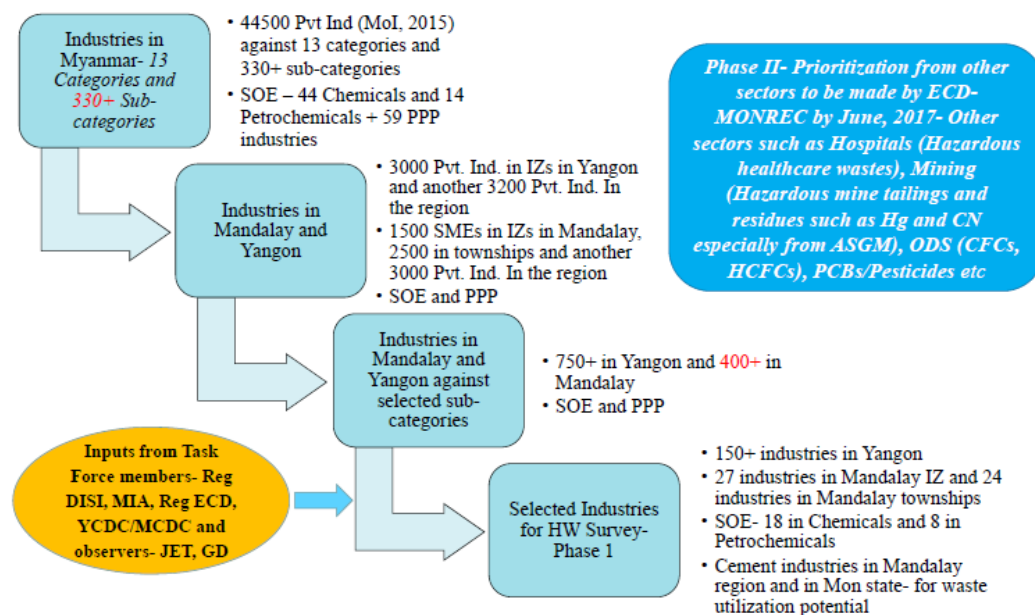 Industries in
Myanmar- 13
Categories and
330+ Sub-
categories
• 44500 Pvt Ind (MoI, 2015)
against 13 categories and
330+ sub-categories
• SOE – 44 Chemicals and 14
Petrochemicals + 59 PPP
industries
Phase II- Prioritization from other
sectors to be made by ECD-
MONREC by June, 2017- Other
sectors such as Hospitals (Hazardous
healthcare wastes), Mining
(Hazardous mine tailings and
residues such as Hg and CN
especially from ASGM), ODS (CFCs,
HCFCs), PCBs/Pesticides etc
Industries in
Mandalay and
Yangon
• 3000 Pvt. Ind. in IZs in Yangon
and another 3200 Pvt. Ind. In
the region
• 1500 SMEs in IZs in Mandalay,
2500 in townships and another
3000 Pvt. Ind. In the region
• SOE and PPP
Industries in
Mandalay and
Yangon against
selected sub-
categories
• 750+ in Yangon and 400+ in
Mandalay
• SOE and PPP
Inputs from Task
Force members- Reg
DISI, MIA, Reg ECD,
YCDC/MCDC and
observers- JET, GD
Selected Industries
for HW Survey-
Phase 1
• 150+ industries in Yangon
• 27 industries in Mandalay IZ and 24
industries in Mandalay townships
• SOE- 18 in Chemicals and 8 in
Petrochemicals
• Cement industries in Mandalay
region and in Mon state- for waste
utilization potential